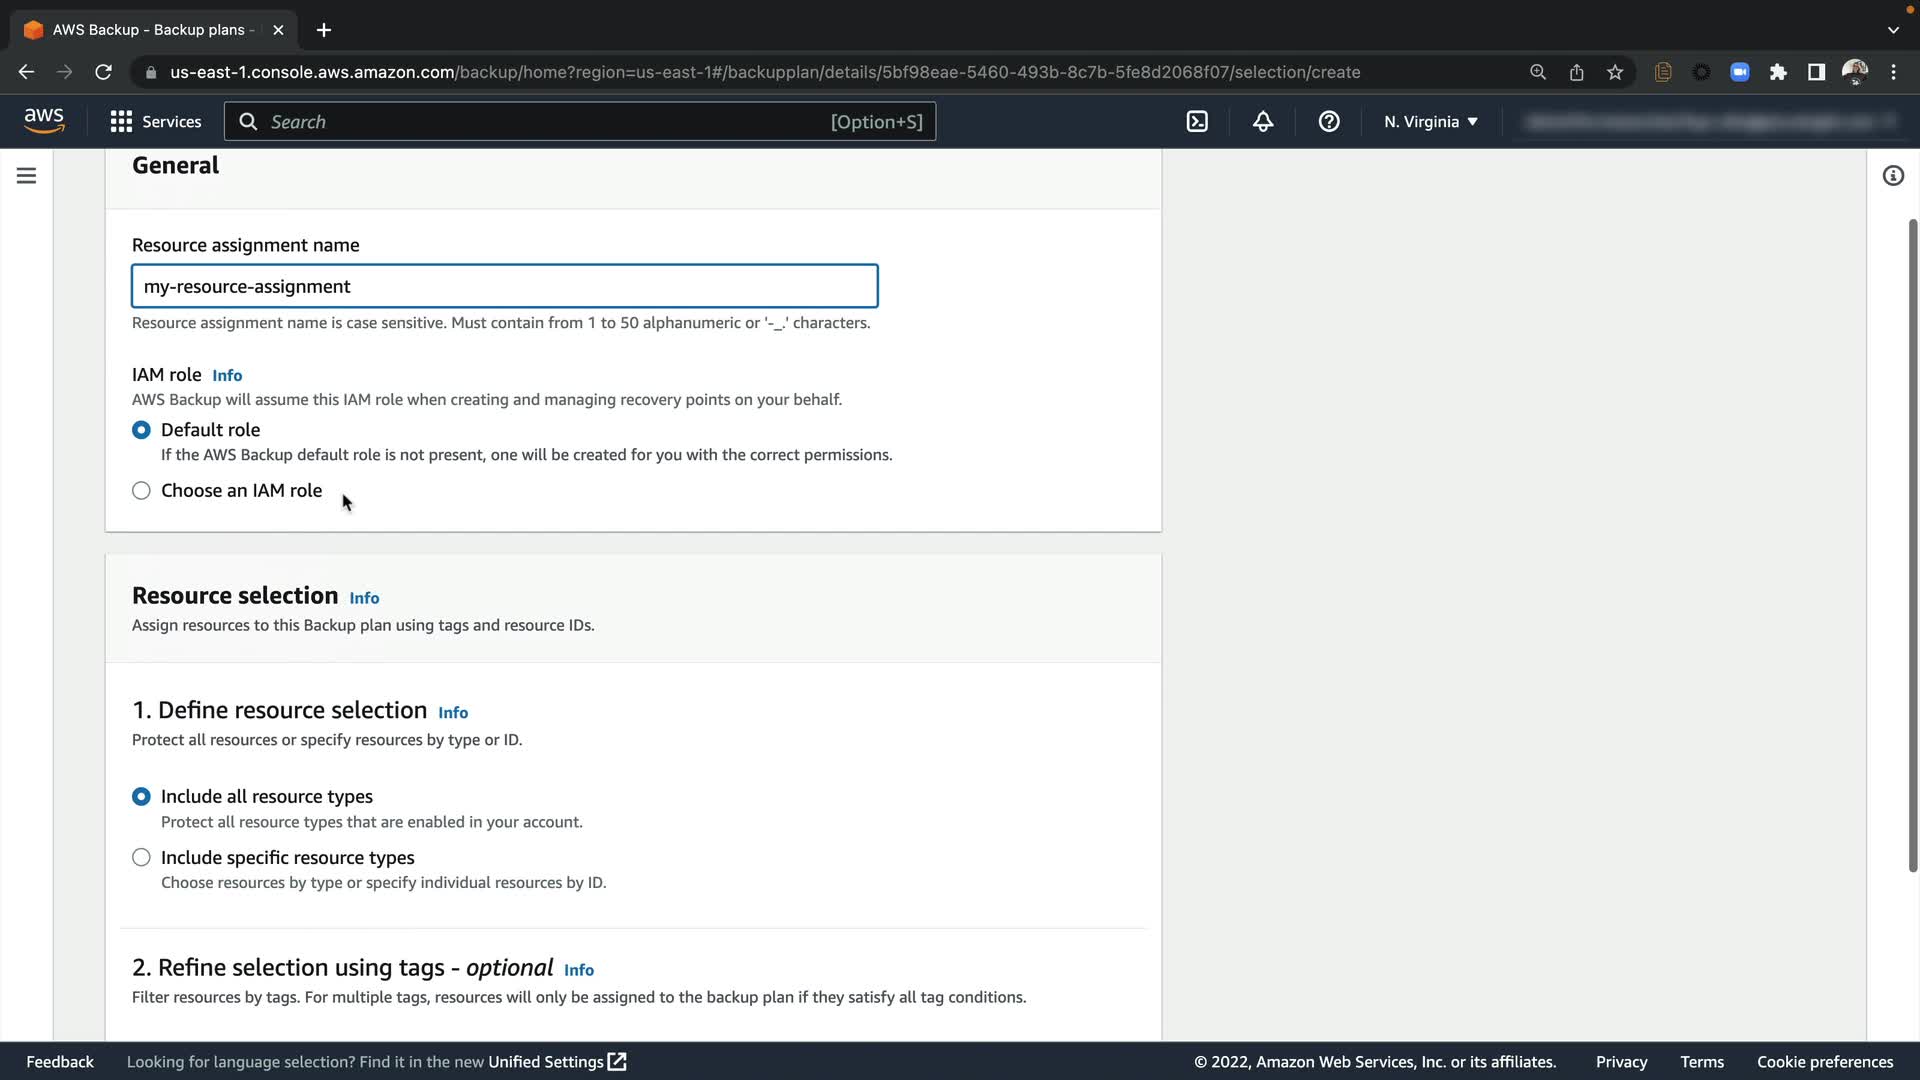 AWS Backup - Backup plans -
us-east-1.console.aws.amazon.com/backup/home?region=us-east-1#/backupplan/details/5bf98eae-5460-493b-8c7b-5fe8d2068f07/selection/create
aws
Services
Search
[Option+S]
N. Virginia
General
Resource assignment name
my-resource-assignment
Resource assignment name is case sensitive. Must contain from 1 to 50 alphanumeric or '-_.' characters.
IAM role Info
AWS Backup will assume this IAM role when creating and managing recovery points on your behalf.
Default role
If the AWS Backup default role is not present, one will be created for you with the correct permissions.
Choose an IAM role
Resource selection Info
Assign resources to this Backup plan using tags and resource IDs.
1. Define resource selection Info
Protect all resources or specify resources by type or ID.
Include all resource types
Protect all resource types that are enabled in your account.
Include specific resource types
Choose resources by type or specify individual resources by ID.
2. Refine selection using tags - optional Info
Filter resources by tags. For multiple tags, resources will only be assigned to the backup plan if they satisfy all tag conditions.
Feedback
Looking for language selection? Find it in the new Unified Settings
© 2022, Amazon Web Services, Inc. or its affiliates.
Privacy
Terms
Cookie preferences